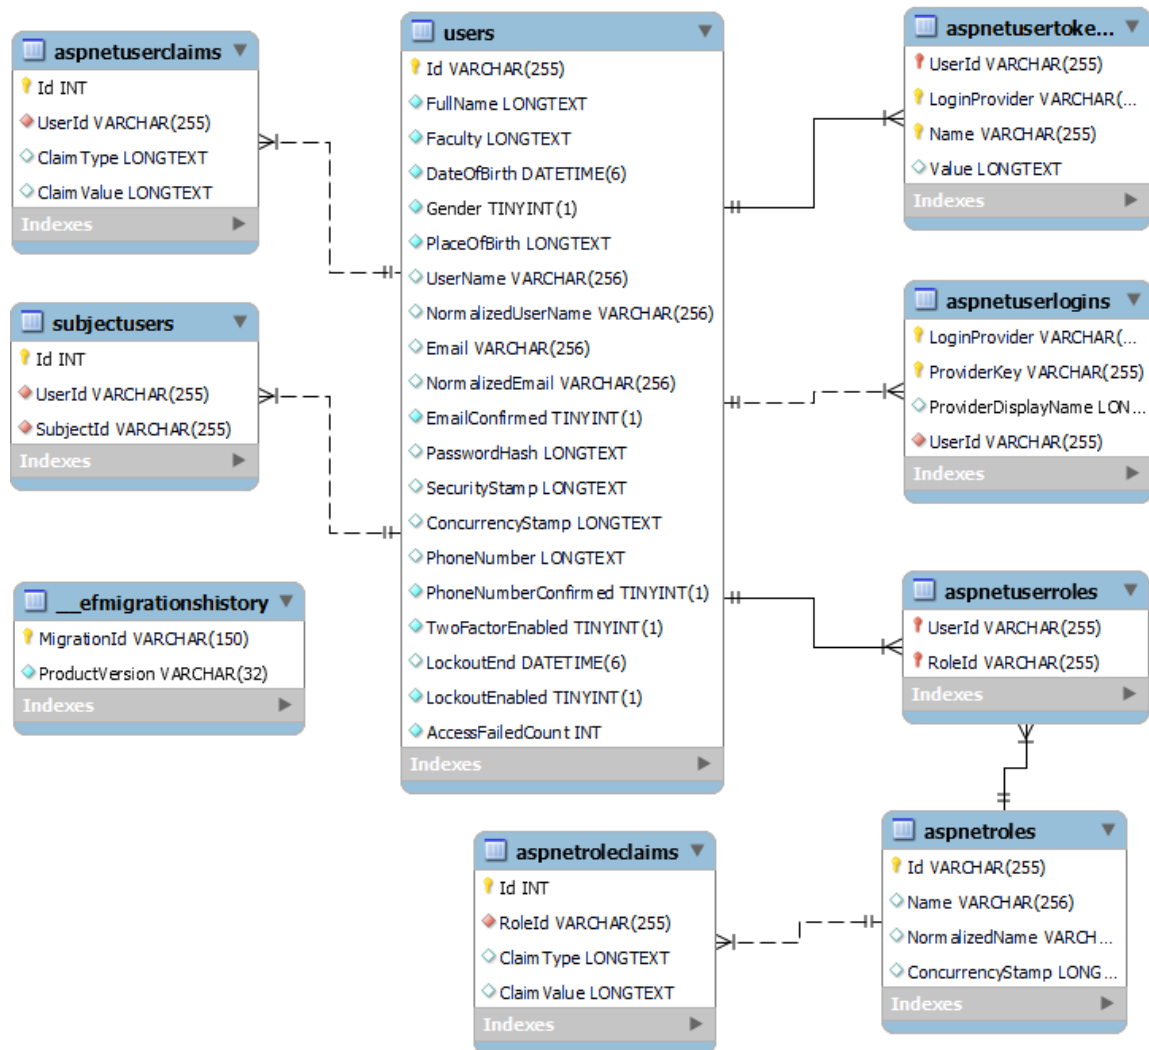 aspnetuserclaims
Id INT
UserId VARCHAR(255)
ClaimType LONGTEXT
ClaimValue LONGTEXT
Indexes
subjectusers
Id INT
UserId VARCHAR(255)
SubjectId VARCHAR(255)
Indexes
__efmigrationshistory
MigrationId VARCHAR(150)
ProductVersion VARCHAR(32)
Indexes
users
Id VARCHAR(255)
FullName LONGTEXT
Faculty LONGTEXT
DateOfBirth DATETIME(6)
Gender TINYINT(1)
PlaceOfBirth LONGTEXT
UserName VARCHAR(256)
NormalizedUserName VARCHAR(256)
Email VARCHAR(256)
NormalizedEmail VARCHAR(256)
EmailConfirmed TINYINT(1)
PasswordHash LONGTEXT
SecurityStamp LONGTEXT
ConcurrencyStamp LONGTEXT
PhoneNumber LONGTEXT
PhoneNumberConfirmed TINYINT(1)
TwoFactorEnabled TINYINT(1)
LockoutEnd DATETIME(6)
LockoutEnabled TINYINT(1)
AccessFailedCount INT
Indexes
aspnetusertoke...
UserId VARCHAR(255)
LoginProvider VARCHAR(...
Name VARCHAR(255)
Value LONGTEXT
Indexes
aspnetuserlogins
LoginProvider VARCHAR(...
ProviderKey VARCHAR(255)
ProviderDisplayName LON...
UserId VARCHAR(255)
Indexes
aspnetuserroles
UserId VARCHAR(255)
RoleId VARCHAR(255)
Indexes
aspnetroleclaims
Id INT
RoleId VARCHAR(255)
ClaimType LONGTEXT
ClaimValue LONGTEXT
Indexes
aspnetroles
Id VARCHAR(255)
Name VARCHAR(256)
NormalizedName VARCH...
ConcurrencyStamp LONG...
Indexes